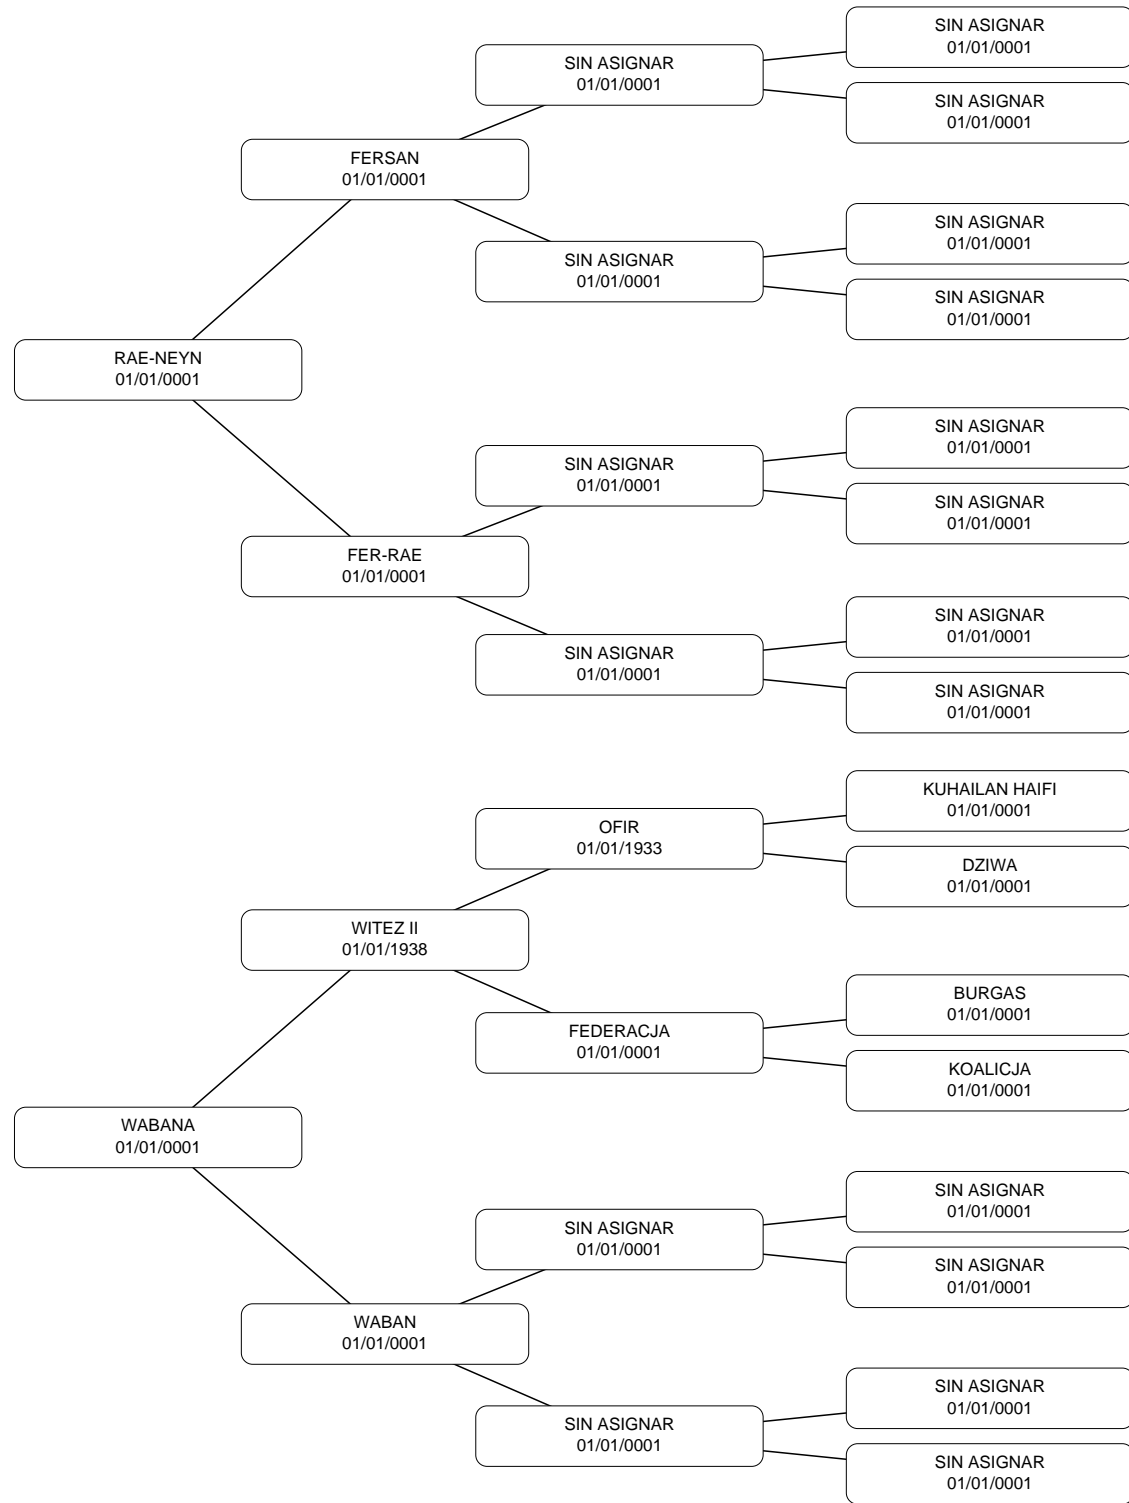 SIN ASIGNAR
01/01/0001
SIN ASIGNAR
01/01/0001
SIN ASIGNAR
01/01/0001
FERSAN
01/01/0001
SIN ASIGNAR
01/01/0001
SIN ASIGNAR
01/01/0001
SIN ASIGNAR
01/01/0001
RAE-NEYN
01/01/0001
SIN ASIGNAR
01/01/0001
SIN ASIGNAR
01/01/0001
SIN ASIGNAR
01/01/0001
FER-RAE
01/01/0001
SIN ASIGNAR
01/01/0001
SIN ASIGNAR
01/01/0001
SIN ASIGNAR
01/01/0001
KUHAILAN HAIFI
01/01/0001
OFIR
01/01/1933
DZIWA
01/01/0001
WITEZ II
01/01/1938
BURGAS
01/01/0001
FEDERACJA
01/01/0001
KOALICJA
01/01/0001
WABANA
01/01/0001
SIN ASIGNAR
01/01/0001
SIN ASIGNAR
01/01/0001
SIN ASIGNAR
01/01/0001
WABAN
01/01/0001
SIN ASIGNAR
01/01/0001
SIN ASIGNAR
01/01/0001
SIN ASIGNAR
01/01/0001